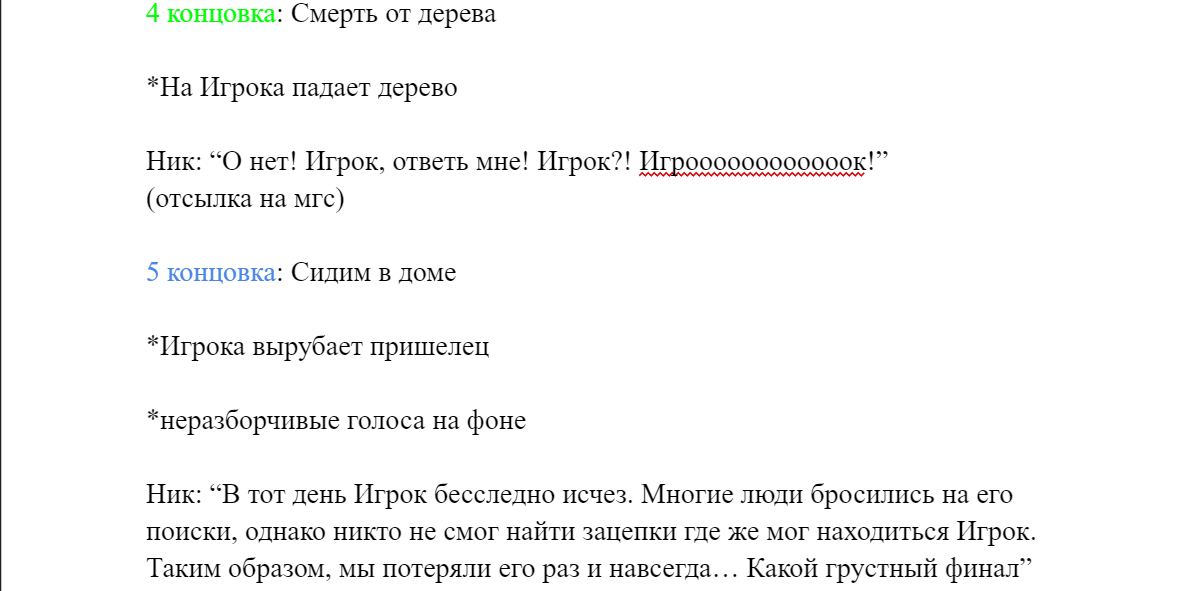 4 концовка: Смерть от дерева
*На Игрока падает дерево
Ник: “О нет! Игрок, ответь мне! Игрок?! Игроооооооооооок!”
(отсылка на мгс)
5 концовка: Сидим в доме
*Игрока вырубает пришелец
*неразборчивые голоса на фоне
Ник: “В тот день Игрок бесследно исчез. Многие люди бросились на его
поиски, однако никто не смог найти зацепки где же мог находиться Игрок.
Таким образом, мы потеряли его раз и навсегда… Какой грустный финал”